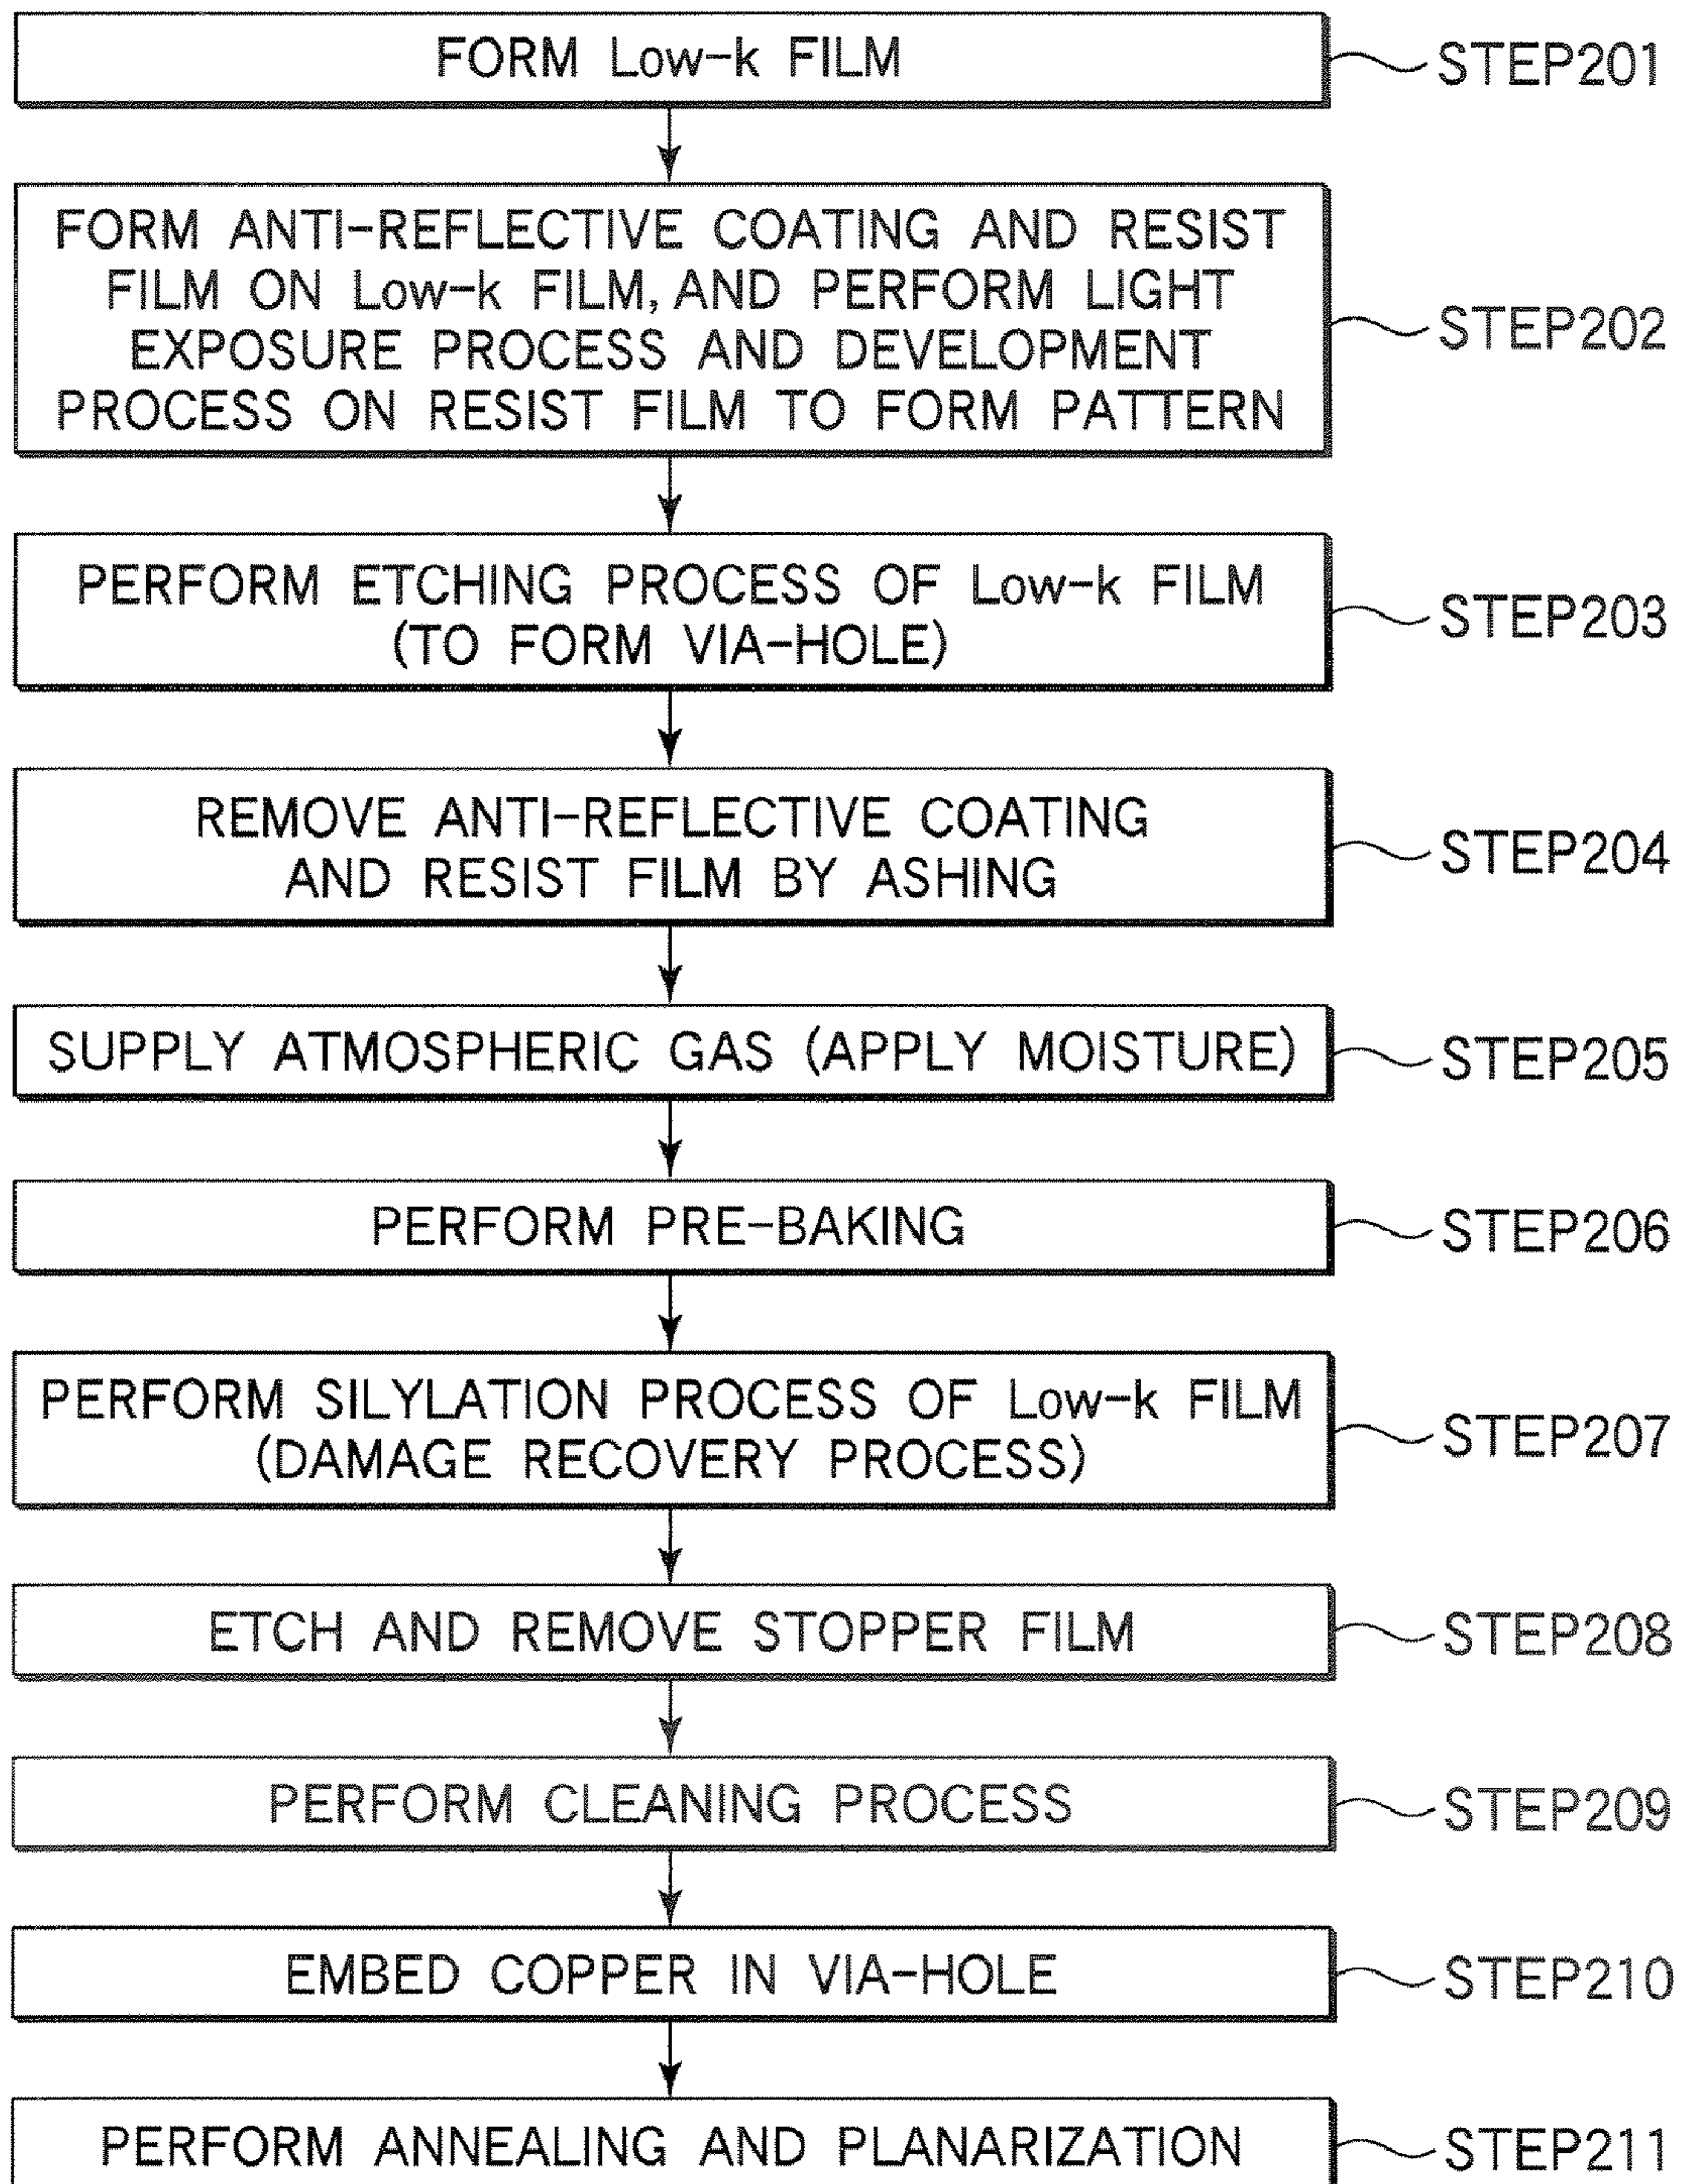 FORM Low-k FILM
STEP201
FORM ANTI-REFLECTIVE COATING AND RESIST
FILM ON Low-k FILM, AND PERFORM LIGHT
EXPOSURE PROCESS AND DEVELOPMENT
PROCESS ON RESIST FILM TO FORM PATTERN
STEP202
PERFORM ETCHING PROCESS OF Low-k FILM
(TO FORM VIA-HOLE)
STEP203
REMOVE ANTI-REFLECTIVE COATING
AND RESIST FILM BY ASHING
STEP204
SUPPLY ATMOSPHERIC GAS (APPLY MOISTURE)
STEP205
PERFORM PRE-BAKING
STEP206
PERFORM SILYLATION PROCESS OF Low-k FILM
(DAMAGE RECOVERY PROCESS)
STEP207
ETCH AND REMOVE STOPPER FILM
STEP208
PERFORM CLEANING PROCESS
STEP209
EMBED COPPER IN VIA-HOLE
STEP210
PERFORM ANNEALING AND PLANARIZATION
STEP211